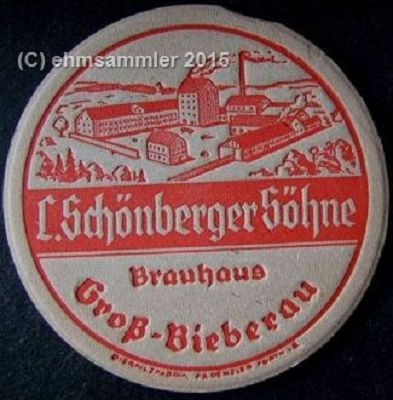 (C) ehmsammler 2015
L. Schönberger Söhne
Brauhaus
Groß-Bieberau